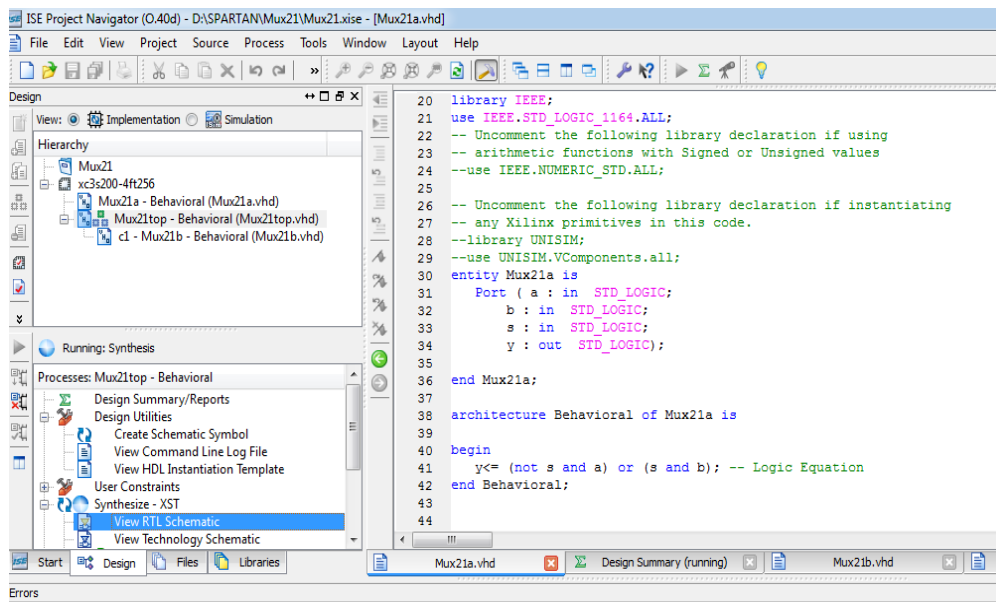 ISE Project Navigator (O.40d) - D:\SPARTAN\Mux21\Mux21.xise - [Mux21a.vhd]
File Edit View Project Source Process Tools Window Layout Help
Design
View: Implementation Simulation
Hierarchy
Mux21
xc3s200-4ft256
Mux21a - Behavioral (Mux21a.vhd)
Mux21top - Behavioral (Mux21top.vhd)
c1 - Mux21b - Behavioral (Mux21b.vhd)
Running: Synthesis
Processes: Mux21top - Behavioral
Design Summary/Reports
Design Utilities
Create Schematic Symbol
View Command Line Log File
View HDL Instantiation Template
User Constraints
Synthesize - XST
View RTL Schematic
View Technology Schematic
Start Design Files Libraries
20 library IEEE;
21 use IEEE.STD_LOGIC_1164.ALL;
22 -- Uncomment the following library declaration if using
23 -- arithmetic functions with Signed or Unsigned values
24 --use IEEE.NUMERIC_STD.ALL;
25
26 -- Uncomment the following library declaration if instantiating
27 -- any Xilinx primitives in this code.
28 --library UNISIM;
29 --use UNISIM.VComponents.all;
30 entity Mux21a is
31 Port ( a : in STD_LOGIC;
32 b : in STD_LOGIC;
33 s : in STD_LOGIC;
34 y : out STD_LOGIC);
35
36 end Mux21a;
37
38 architecture Behavioral of Mux21a is
39
40 begin
41 y<= (not s and a) or (s and b); -- Logic Equation
42 end Behavioral;
43
44
Mux21a.vhd Design Summary (running) Mux21b.vhd
Errors